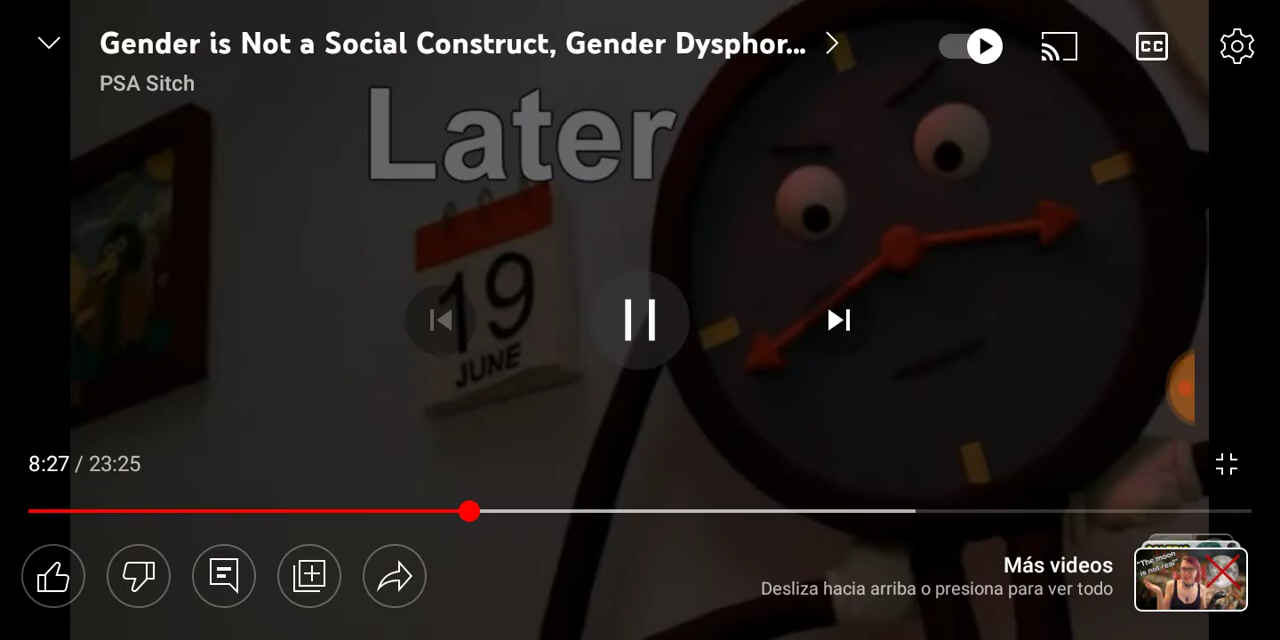 Gender is Not a Social Construct, Gender Dysphor...
PSA Sitch
CC
Later
19
JUNE
8:27 / 23:25
Más videos
Desliza hacia arriba o presiona para ver todo
"The moon
is not real"